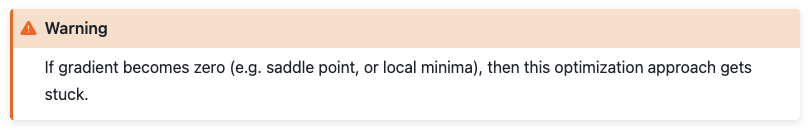 Warning
If gradient becomes zero (e.g. saddle point, or local minima), then this optimization approach gets
stuck.